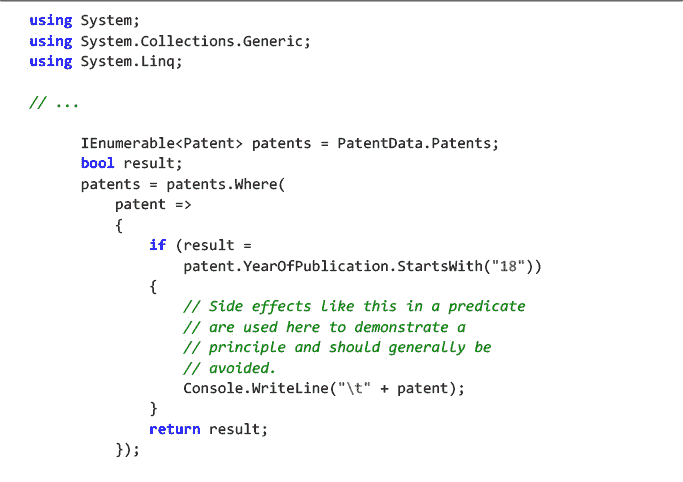 using System;
using System.Collections.Generic;
using System.Linq;
// ...
IEnumerable<Patent> patents = PatentData.Patents;
bool result;
patents = patents.Where(
patent =>
{
if (result =
patent.YearOfPublication.StartsWith("18"))
{
// Side effects like this in a predicate
// are used here to demonstrate a
// principle and should generally be
// avoided.
Console.WriteLine("\t" + patent);
}
return result;
});